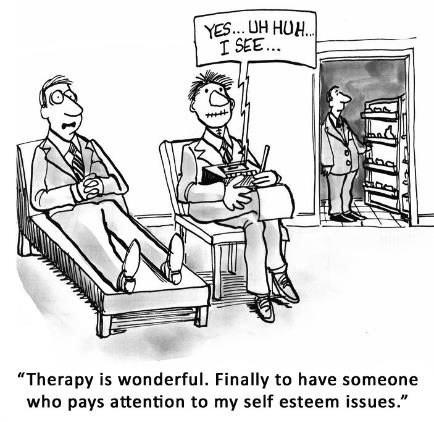 YES... UH HUH...
I SEE...
“Therapy is wonderful. Finally to have someone
who pays attention to my self esteem issues.”